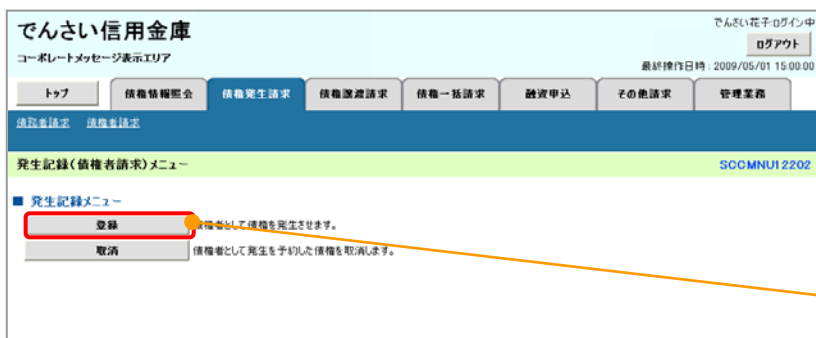 でんさい信用金庫
でんさい花子:ログイン中
ログアウト
コーポレートメッセージ表示エリア
最終操作日時:2009/05/01 15:00:00
トップ 債権情報照会 債権発生請求 債権譲渡請求 債権一括請求 融資申込 その他請求 管理業務
債務者請求 債権者請求
発生記録(債権者請求)メニュー SCCMNU12202
■ 発生記録メニュー
登録 債権者として債権を発生させます。
取消 債権者として発生を予約した債権を取消します。